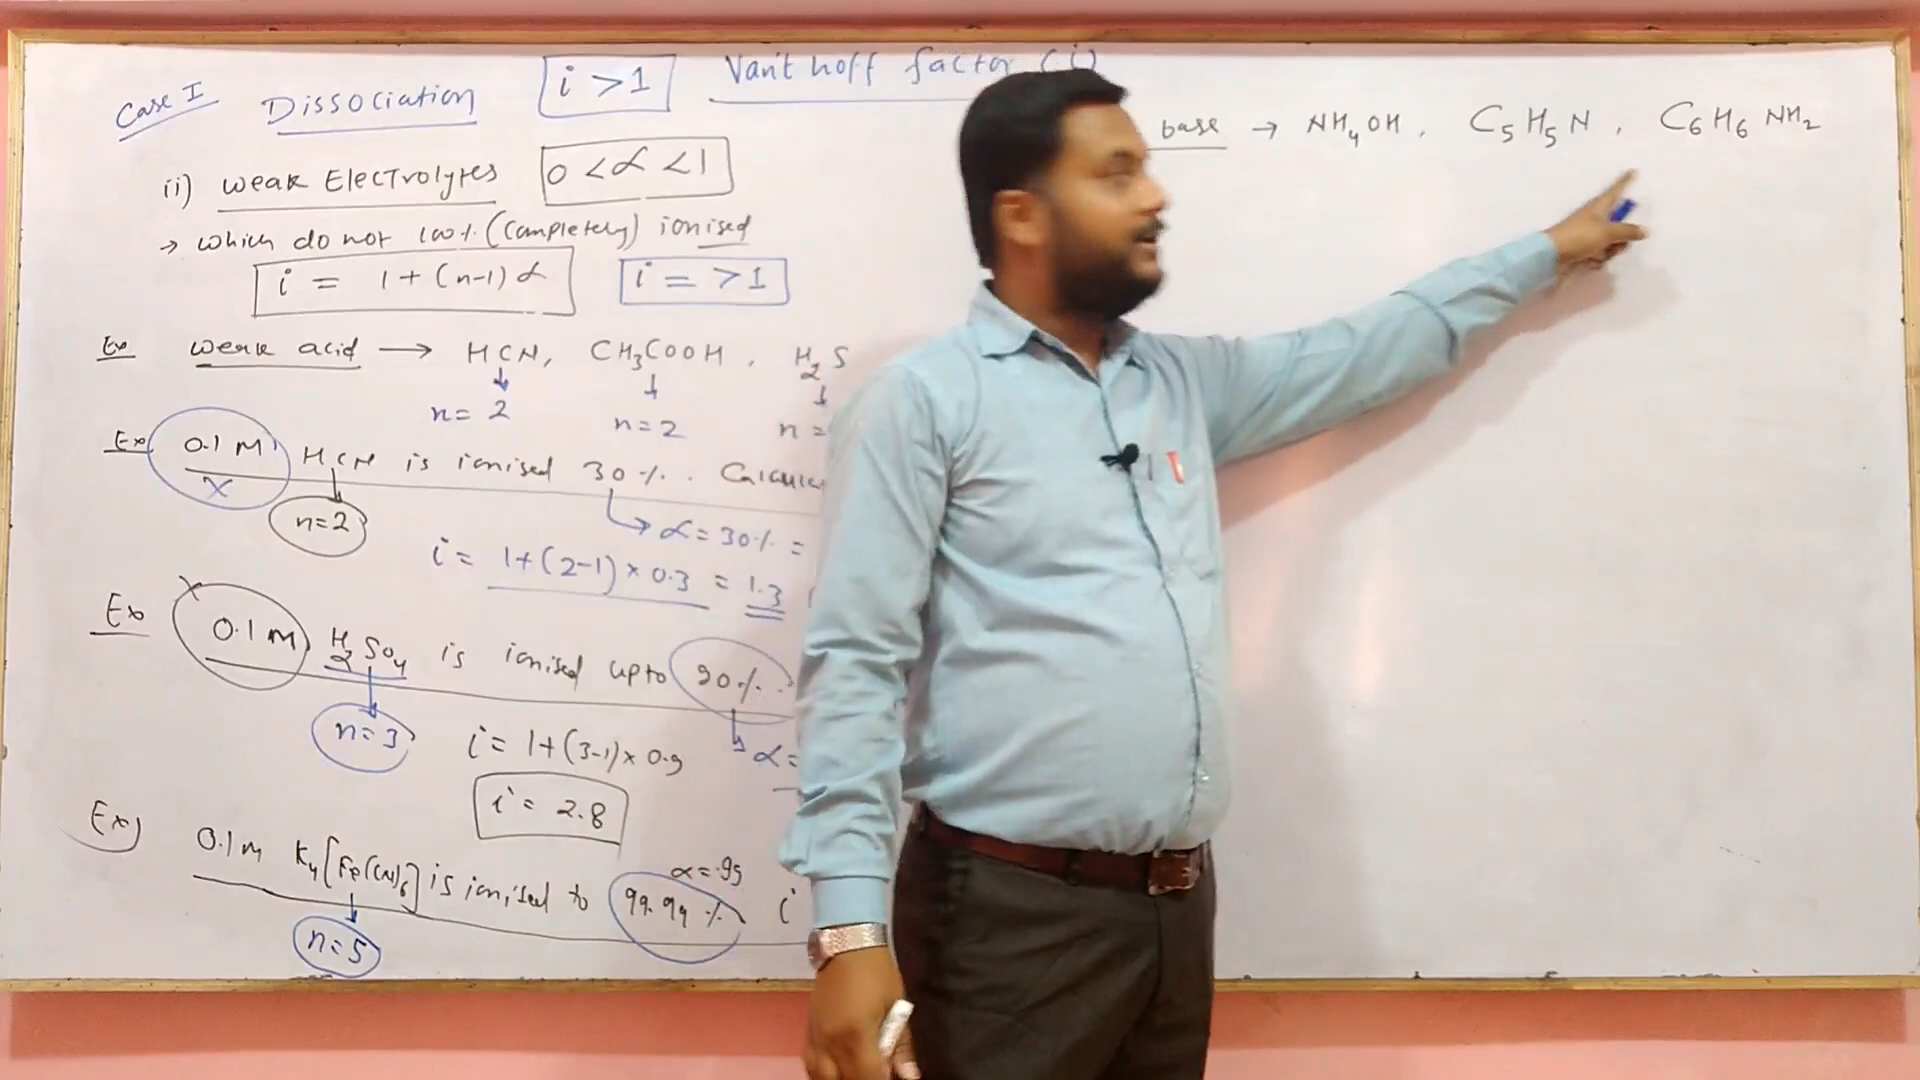 Case I Dissociation i > 1 Van't hoff factor (i)
ii) weak Electrolytes 0 < α < 1
→ which do not 100% (completely) ionised
i = 1 + (n-1) α i = > 1
Ex weak acid → HCN, CH₃COOH, H₂S
n = 2 n = 2 n =
Ex 0.1 M HCN is ionised 30 %.
x n=2 α = 30% =
i = 1+(2-1) × 0.3 = 1.3
Ex 0.1 M H₂SO₄ is ionised upto 90%.
n=3 i = 1+(3-1) × 0.9 α =
i = 2.8
Ex) 0.1 M K₄[Fe(CN)₆] is ionised to 99.99 % i
α = .99
n=5
base → NH₄OH, C₅H₅N, C₆H₆NH₂